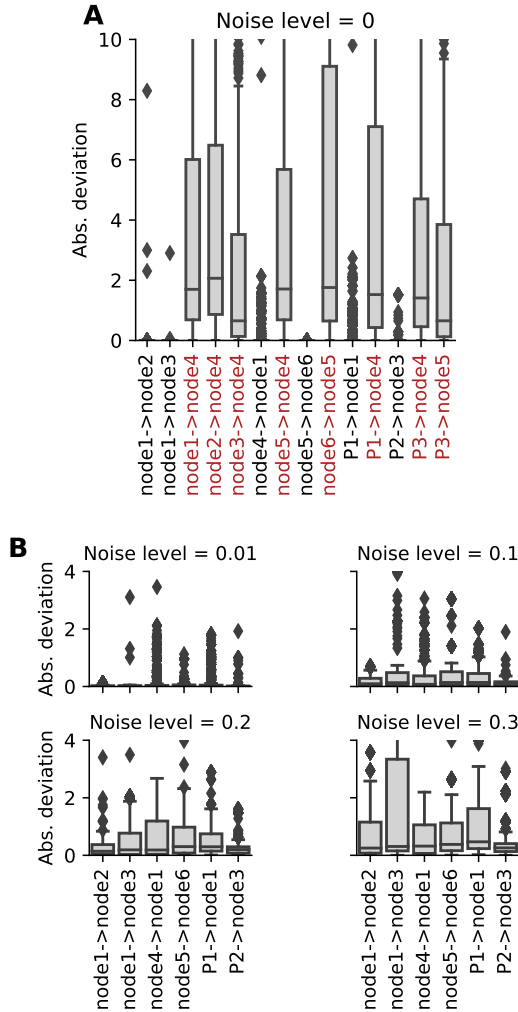 A
Noise level = 0
Abs. deviation
10
8
6
4
2
0
node1->node2
node1->node3
node1->node4
node2->node4
node3->node4
node4->node1
node5->node4
node5->node6
node6->node5
P1->node1
P1->node4
P2->node3
P3->node4
P3->node5
B
Noise level = 0.01
Abs. deviation
4
2
0
Noise level = 0.1
Noise level = 0.2
Abs. deviation
4
2
0
node1->node2
node1->node3
node4->node1
node5->node6
P1->node1
P2->node3
Noise level = 0.3
node1->node2
node1->node3
node4->node1
node5->node6
P1->node1
P2->node3